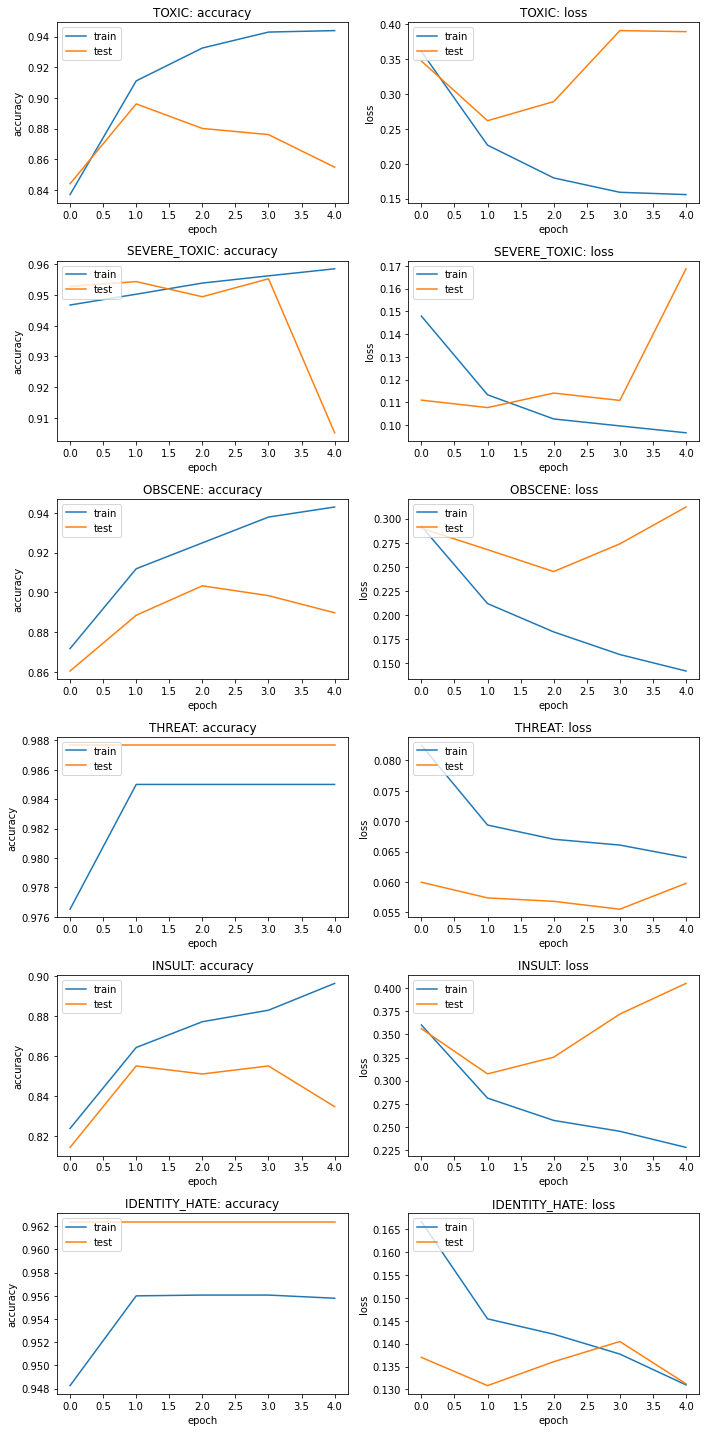 TOXIC: accuracy
train
test
accuracy
0.94
0.92
0.90
0.88
0.86
0.84
0.0 0.5 1.0 1.5 2.0 2.5 3.0 3.5 4.0
epoch
TOXIC: loss
train
test
loss
0.40
0.35
0.30
0.25
0.20
0.15
0.0 0.5 1.0 1.5 2.0 2.5 3.0 3.5 4.0
epoch
SEVERE_TOXIC: accuracy
train
test
accuracy
0.96
0.95
0.94
0.93
0.92
0.91
0.0 0.5 1.0 1.5 2.0 2.5 3.0 3.5 4.0
epoch
SEVERE_TOXIC: loss
train
test
loss
0.17
0.16
0.15
0.14
0.13
0.12
0.11
0.10
0.0 0.5 1.0 1.5 2.0 2.5 3.0 3.5 4.0
epoch
OBSCENE: accuracy
train
test
accuracy
0.94
0.92
0.90
0.88
0.86
0.0 0.5 1.0 1.5 2.0 2.5 3.0 3.5 4.0
epoch
OBSCENE: loss
train
test
loss
0.300
0.275
0.250
0.225
0.200
0.175
0.150
0.0 0.5 1.0 1.5 2.0 2.5 3.0 3.5 4.0
epoch
THREAT: accuracy
train
test
accuracy
0.988
0.986
0.984
0.982
0.980
0.978
0.976
0.0 0.5 1.0 1.5 2.0 2.5 3.0 3.5 4.0
epoch
THREAT: loss
train
test
loss
0.080
0.075
0.070
0.065
0.060
0.055
0.0 0.5 1.0 1.5 2.0 2.5 3.0 3.5 4.0
epoch
INSULT: accuracy
train
test
accuracy
0.90
0.88
0.86
0.84
0.82
0.0 0.5 1.0 1.5 2.0 2.5 3.0 3.5 4.0
epoch
INSULT: loss
train
test
loss
0.400
0.375
0.350
0.325
0.300
0.275
0.250
0.225
0.0 0.5 1.0 1.5 2.0 2.5 3.0 3.5 4.0
epoch
IDENTITY_HATE: accuracy
train
test
accuracy
0.962
0.960
0.958
0.956
0.954
0.952
0.950
0.948
0.0 0.5 1.0 1.5 2.0 2.5 3.0 3.5 4.0
epoch
IDENTITY_HATE: loss
train
test
loss
0.165
0.160
0.155
0.150
0.145
0.140
0.135
0.130
0.0 0.5 1.0 1.5 2.0 2.5 3.0 3.5 4.0
epoch